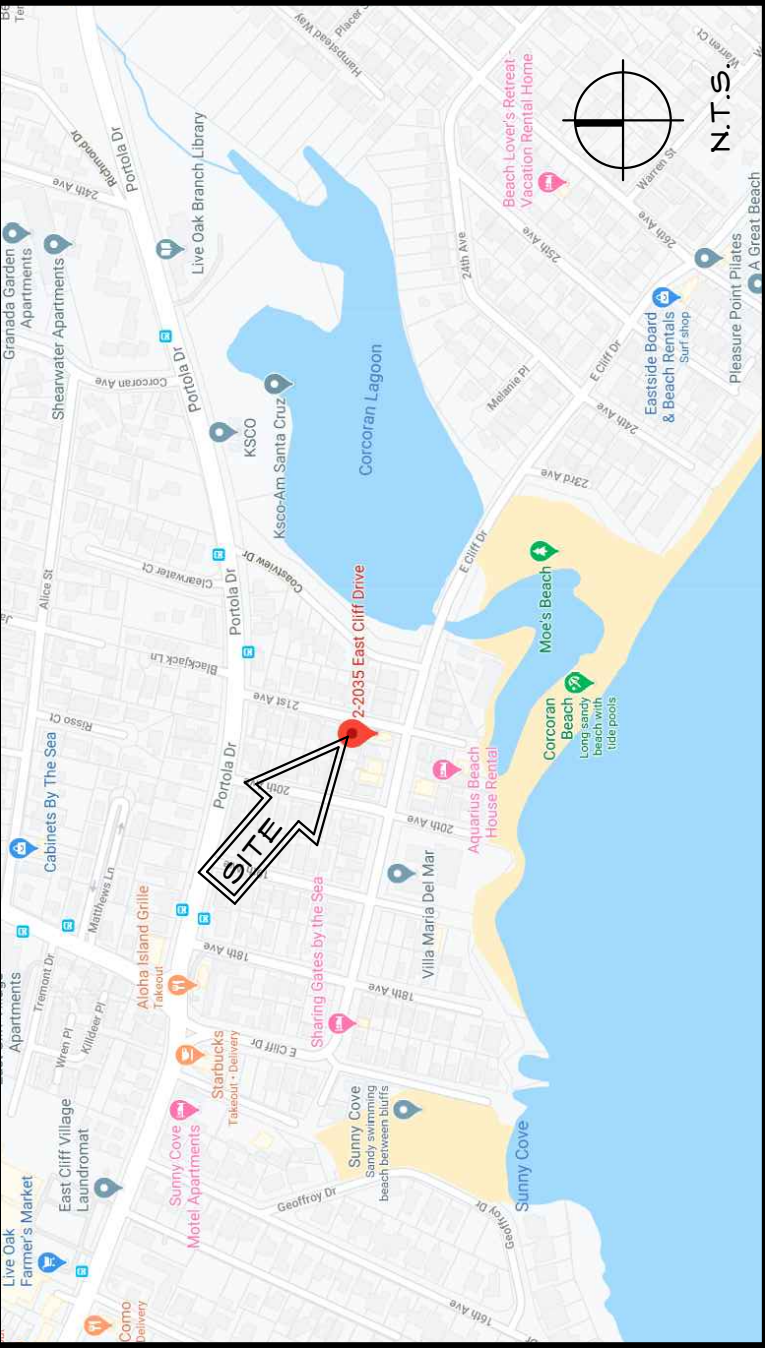 Live Oak
Farmer's Market
Como
Delivery
East Cliff Village
Laundromat
Sunny Cove
Motel Apartments
Starbucks
Takeout • Delivery
Apartments
Tremont Dr
Wren Pl
Killdeer Pl
Matthews Ln
Aloha Island Grille
Takeout
Cabinets By The Sea
Risso Ct
Alice St
Blackjack Ln
Clearwater Ct
Corcoran Ave
Shearwater Apartments
Granada Garden
Apartments
24th Ave
Richmond Dr
Portola Dr
Portola Dr
Portola Dr
Portola Dr
Live Oak Branch Library
KSCO
Ksco-Am Santa Cruz
Coastview Dr
Corcoran Lagoon
Hampstead Way
Placer
SITE
2-2035 East Cliff Drive
21st Ave
20th
18th Ave
E Cliff Dr
Sharing Gates by the Sea
18th Ave
Villa Maria Del Mar
20th Ave
Aquarius Beach
House Rental
Sunny Cove
Sandy swimming
beach between bluffs
Geoffroy Dr
Geoffroy Dr
16th Ave
Sunny Cove
Corcoran
Beach
Long sandy
beach with
tide pools
Moe's Beach
E Cliff Dr
23rd Ave
24th Ave
Melanie Pl
E Cliff Dr
24th Ave
25th Ave
26th Ave
Warren St
Warren Ct
Beach Lover's Retreat -
Vacation Rental Home
Eastside Board
& Beach Rentals
Surf shop
Pleasure Point Pilates
A Great Beach
N.T.S.